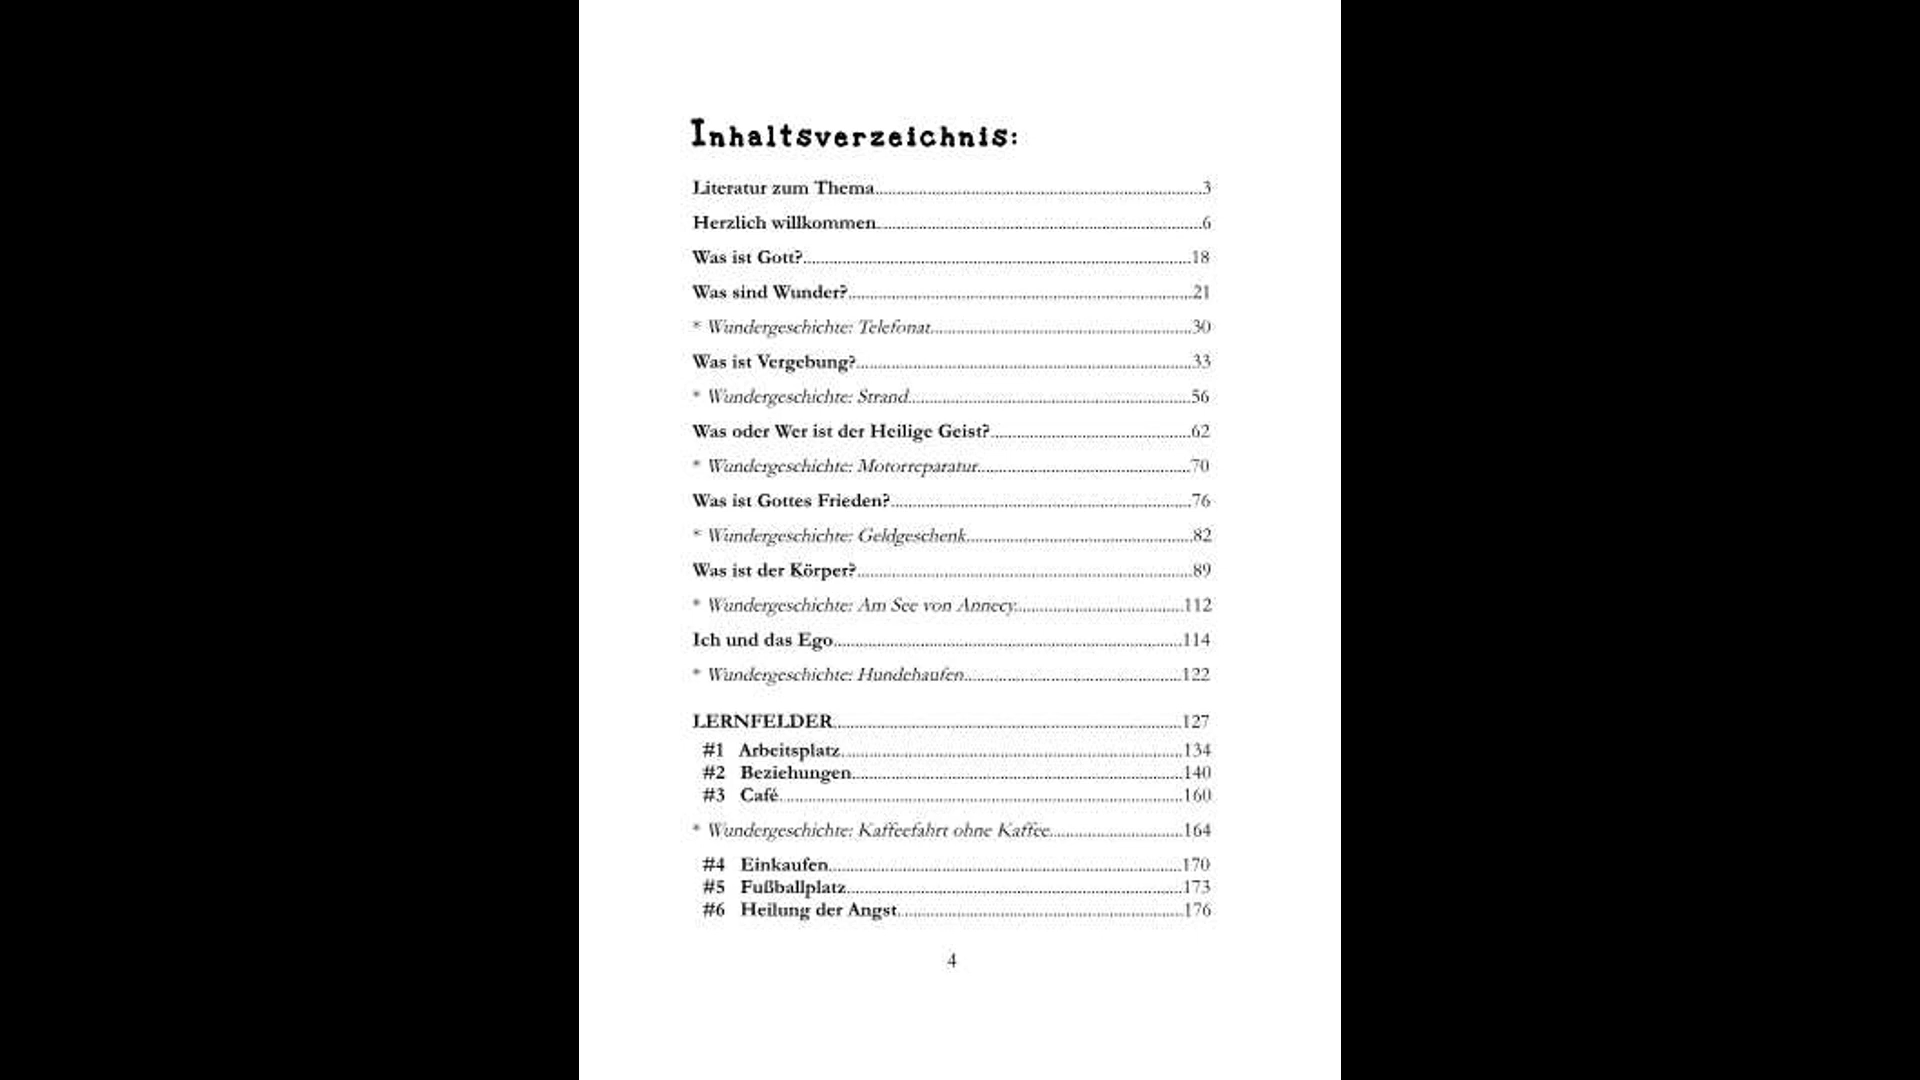 Inhaltsverzeichnis:
Literatur zum Thema 3
Herzlich willkommen 6
Was ist Gott? 18
Was sind Wunder? 21
* Wundergeschichte: Telefonat 30
Was ist Vergebung? 33
* Wundergeschichte: Strand 56
Was oder Wer ist der Heilige Geist? 62
* Wundergeschichte: Motorreparatur 70
Was ist Gottes Frieden? 76
* Wundergeschichte: Geldgeschenk 82
Was ist der Körper? 89
* Wundergeschichte: Am See von Annecy 112
Ich und das Ego 114
* Wundergeschichte: Hundehaufen 122
LERNFELDER 127
#1 Arbeitsplatz 134
#2 Beziehungen 140
#3 Café 160
* Wundergeschichte: Kaffeefahrt ohne Kaffee 164
#4 Einkaufen 170
#5 Fußballplatz 173
#6 Heilung der Angst 176
4